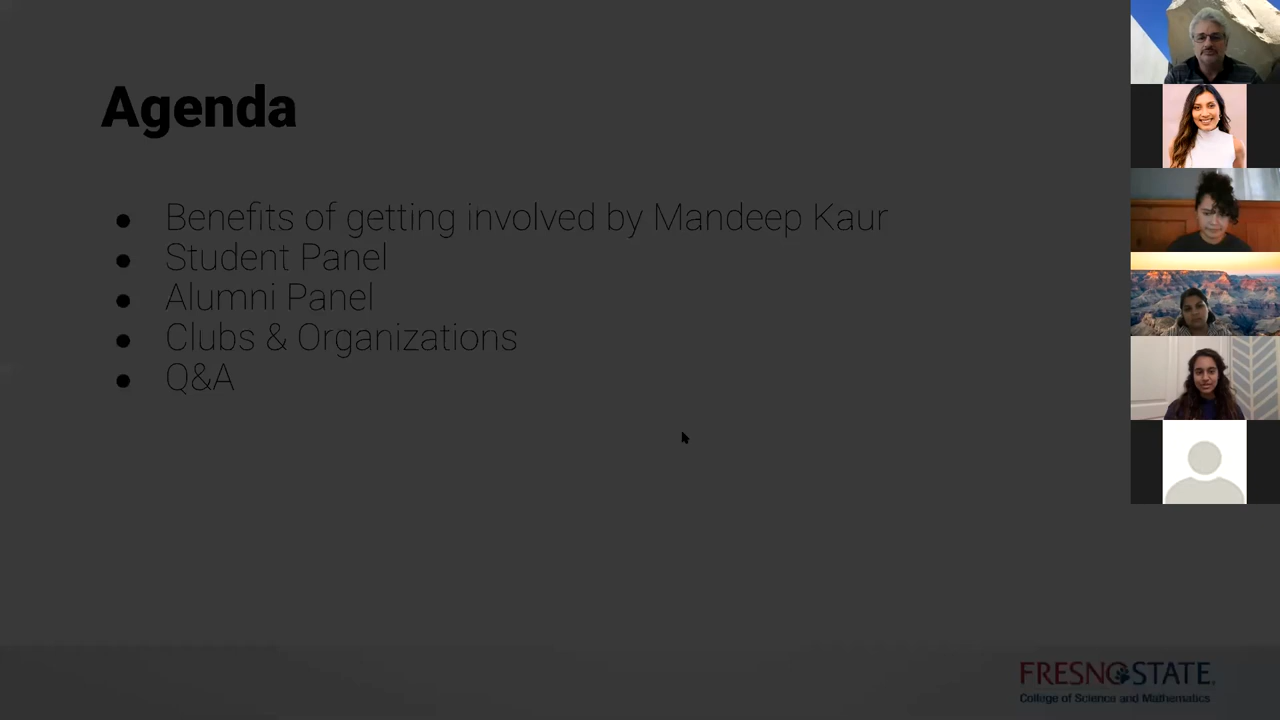 Agenda
● Benefits of getting involved by Mandeep Kaur
● Student Panel
● Alumni Panel
● Clubs & Organizations
● Q&A
FRESNO STATE.
College of Science and Mathematics